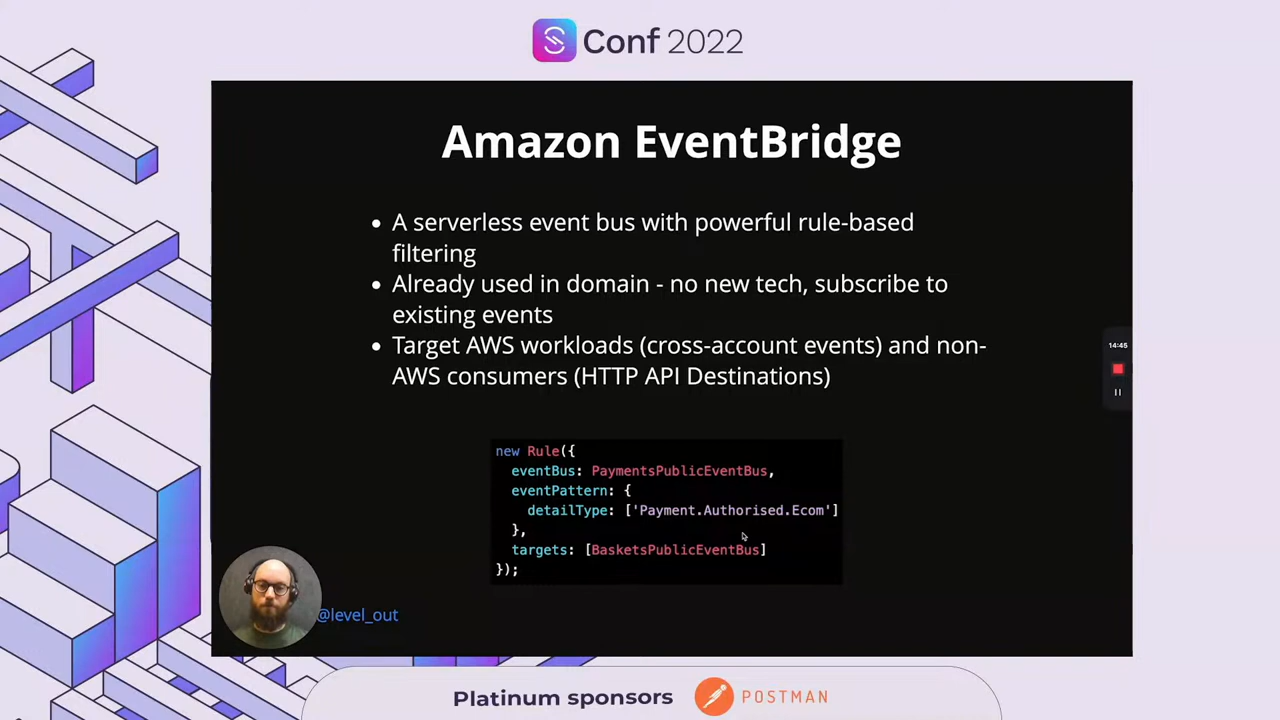 Conf 2022
Amazon EventBridge
• A serverless event bus with powerful rule-based
filtering
• Already used in domain - no new tech, subscribe to
existing events
• Target AWS workloads (cross-account events) and non-
AWS consumers (HTTP API Destinations)
14:45
new Rule({
  eventBus: PaymentsPublicEventBus,
  eventPattern: {
    detailType: ['Payment.Authorised.Ecom']
  },
  targets: [BasketsPublicEventBus]
});
@level_out
Platinum sponsors
POSTMAN